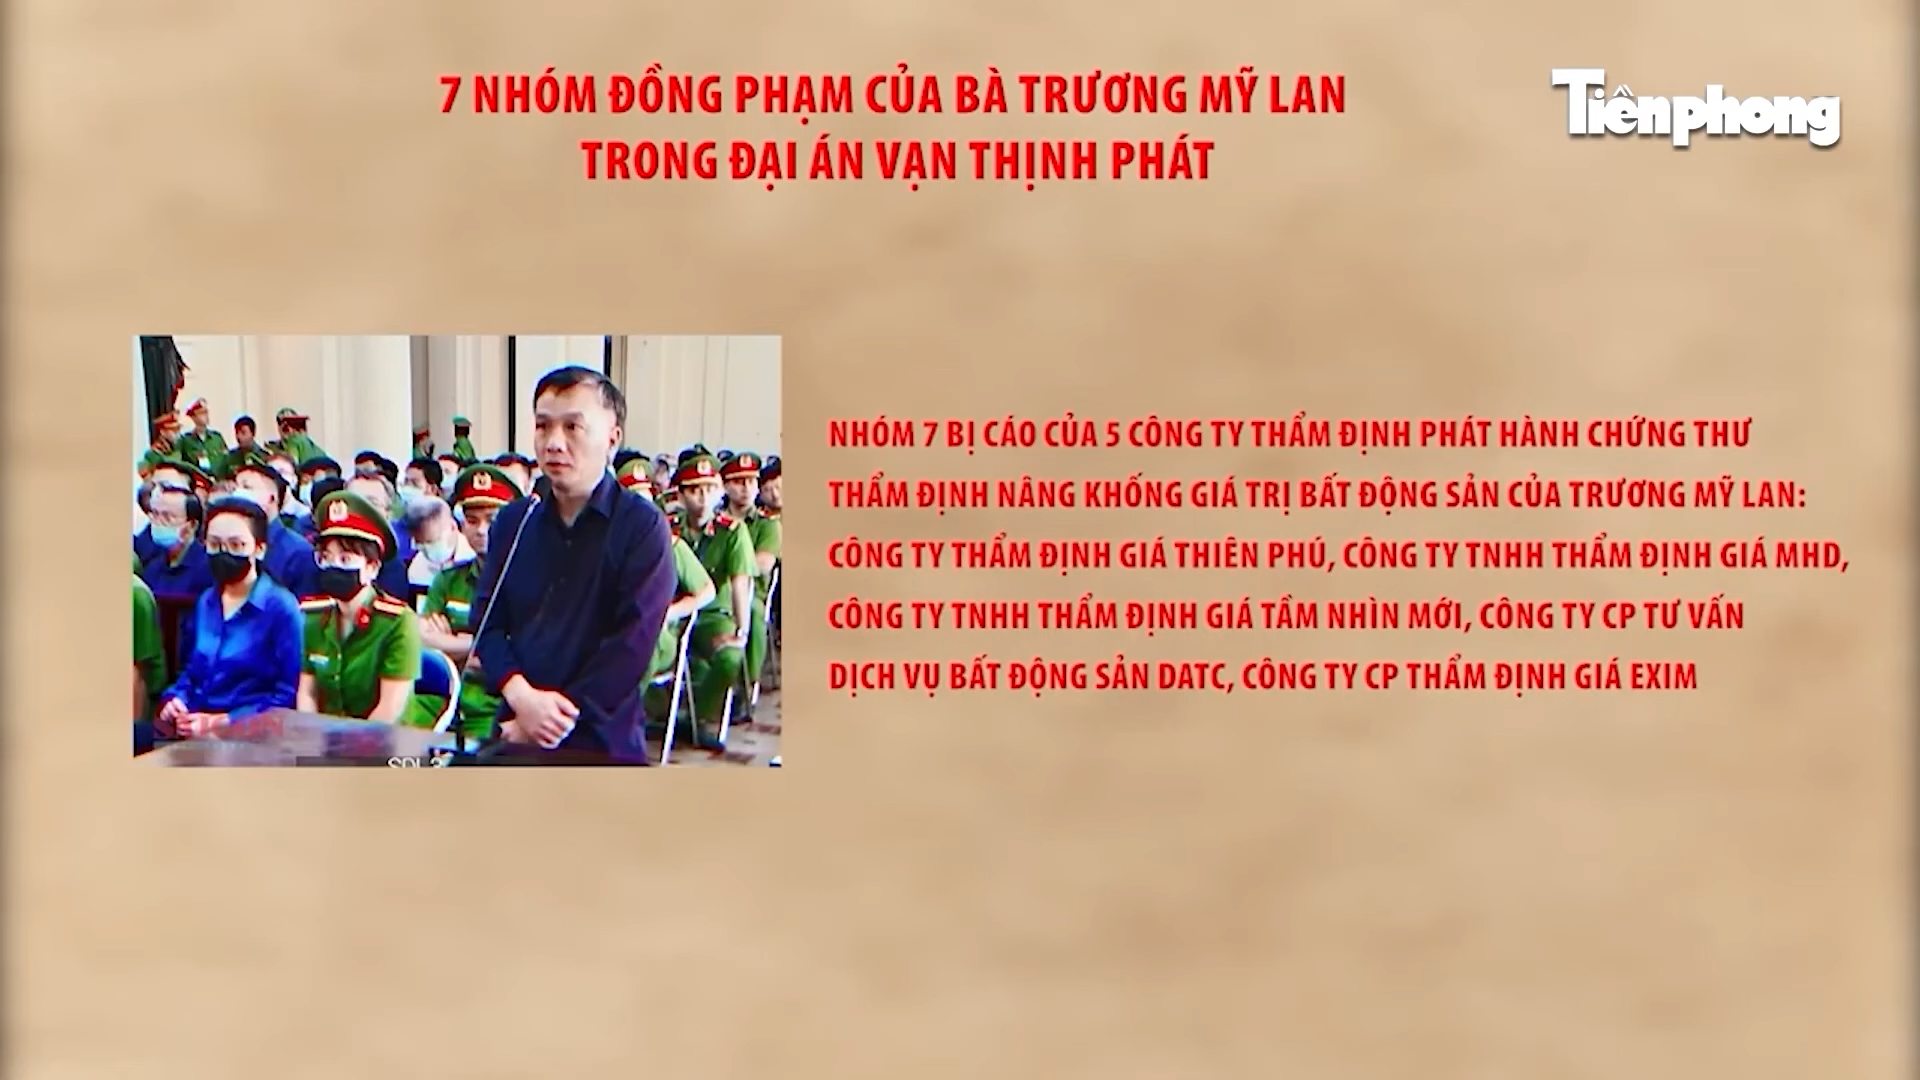 7 NHÓM ĐỒNG PHẠM CỦA BÀ TRƯƠNG MỸ LAN
TRONG ĐẠI ÁN VẠN THỊNH PHÁT
Tiền phong
NHÓM 7 BỊ CÁO CỦA 5 CÔNG TY THẨM ĐỊNH PHÁT HÀNH CHỨNG THƯ
THẨM ĐỊNH NÂNG KHỐNG GIÁ TRỊ BẤT ĐỘNG SẢN CỦA TRƯƠNG MỸ LAN:
CÔNG TY THẨM ĐỊNH GIÁ THIÊN PHÚ, CÔNG TY TNHH THẨM ĐỊNH GIÁ MHD,
CÔNG TY TNHH THẨM ĐỊNH GIÁ TẦM NHÌN MỚI, CÔNG TY CP TƯ VẤN
DỊCH VỤ BẤT ĐỘNG SẢN DATC, CÔNG TY CP THẨM ĐỊNH GIÁ EXIM